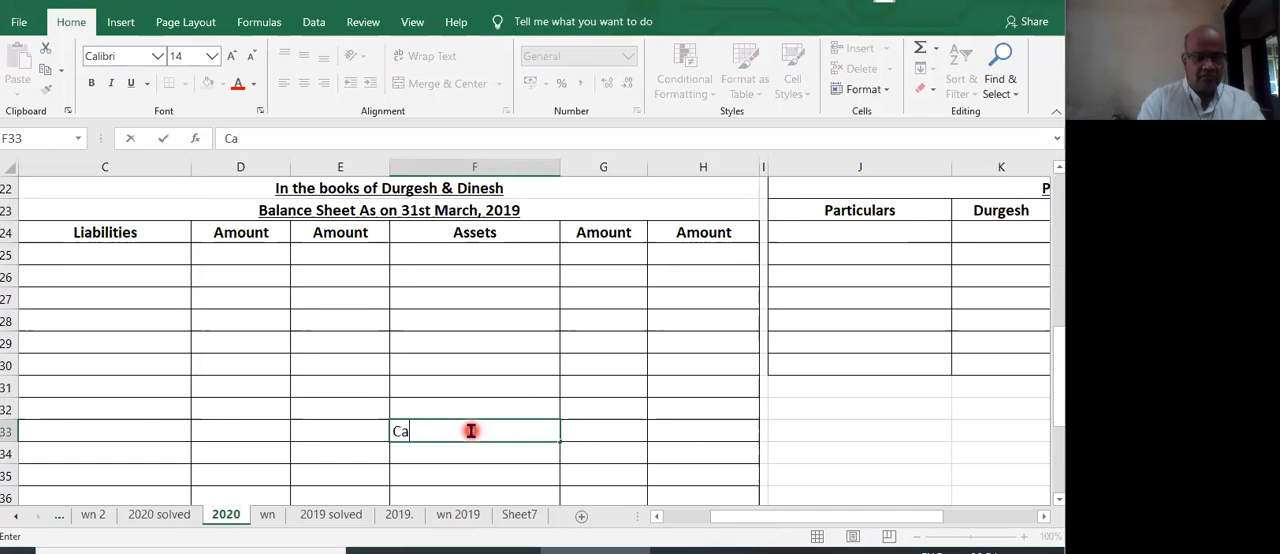 File Home Insert Page Layout Formulas Data Review View Help Tell me what you want to do Share
Calibri 14 A A Wrap Text General Insert Σ
Paste Merge & Center % , Conditional Format as Cell Delete Sort & Find &
B I U A Formatting Table Styles Format Filter Select
Clipboard Font Alignment Number Styles Cells Editing
F33 fx Ca
C D E F G H I J K
22 In the books of Durgesh & Dinesh P
23 Balance Sheet As on 31st March, 2019 Particulars Durgesh
24 Liabilities Amount Amount Assets Amount Amount
25
26
27
28
29
30
31
32
33 Ca
34
35
36
... wn 2 2020 solved 2020 wn 2019 solved 2019. wn 2019 Sheet7
Enter 100%